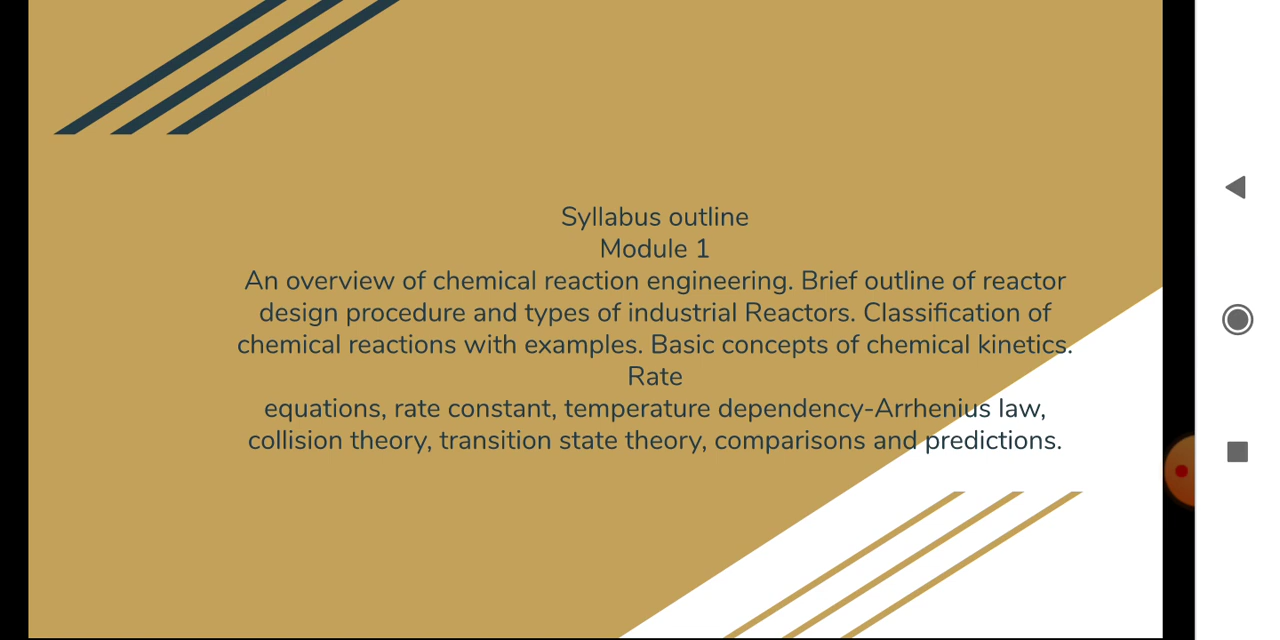 Syllabus outline
Module 1
An overview of chemical reaction engineering. Brief outline of reactor
design procedure and types of industrial Reactors. Classification of
chemical reactions with examples. Basic concepts of chemical kinetics.
Rate
equations, rate constant, temperature dependency-Arrhenius law,
collision theory, transition state theory, comparisons and predictions.